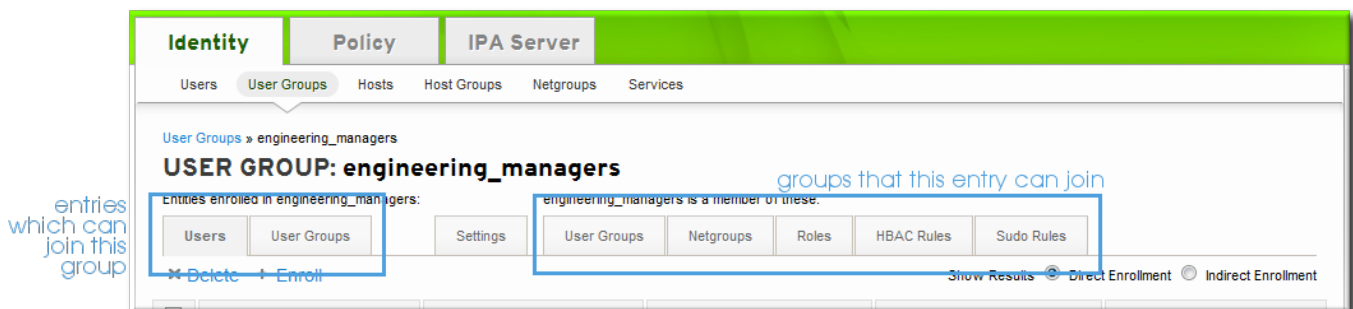 Identity Policy IPA Server
Users User Groups Hosts Host Groups Netgroups Services
User Groups » engineering_managers
USER GROUP: engineering_managers
groups that this entry can join
entries
which can
join this
group
Entities enrolled in engineering_managers: engineering_managers is a member of these:
Users User Groups Settings User Groups Netgroups Roles HBAC Rules Sudo Rules
Delete + Enroll Show Results Direct Enrollment Indirect Enrollment